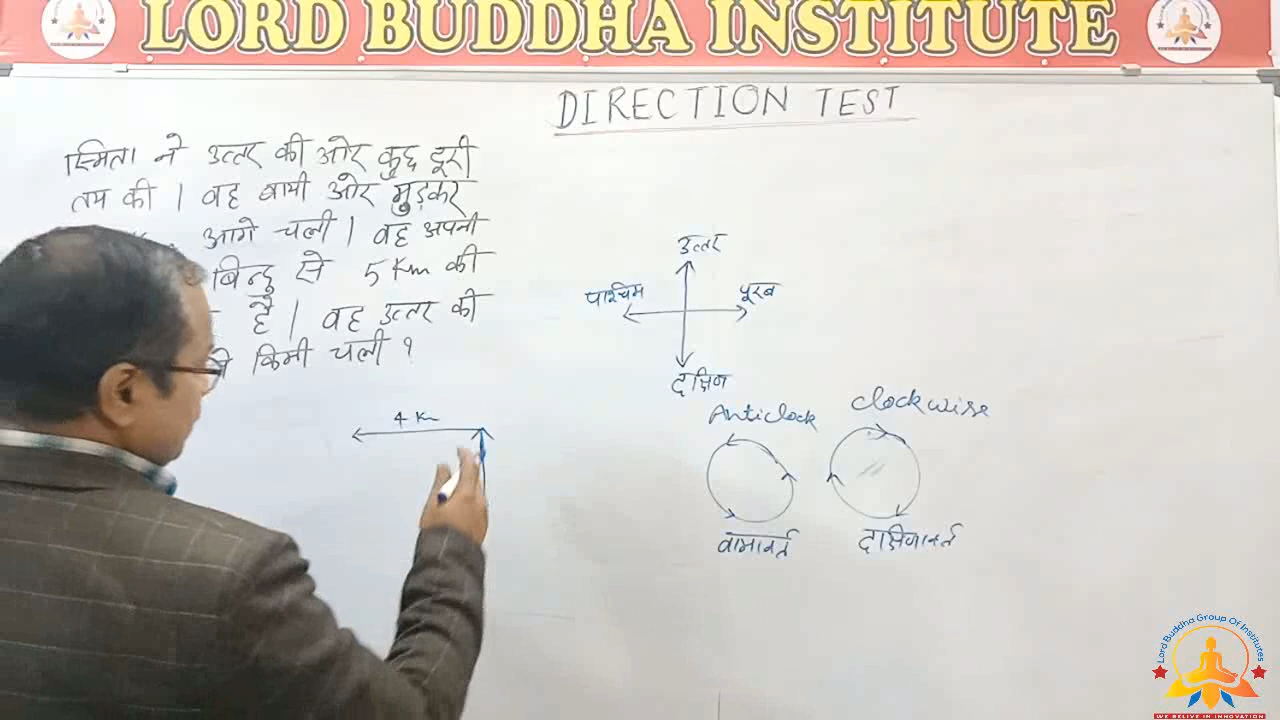 LORD BUDDHA INSTITUTE
DIRECTION TEST
स्मिता ने उत्तर की ओर कुछ दूरी
तय की | वह बायी ओर मुड़कर
आगे चली | वह अपनी
बिन्दु से 5 Km की
है | वह उत्तर की
किमी चली ?
4 Km
उत्तर
पश्चिम
पूरब
दक्षिण
Anticlock
clockwise
वामावर्त
दक्षिणावर्त
Lord Buddha Group Of Institutes
WE BELIVE IN INNOVATION